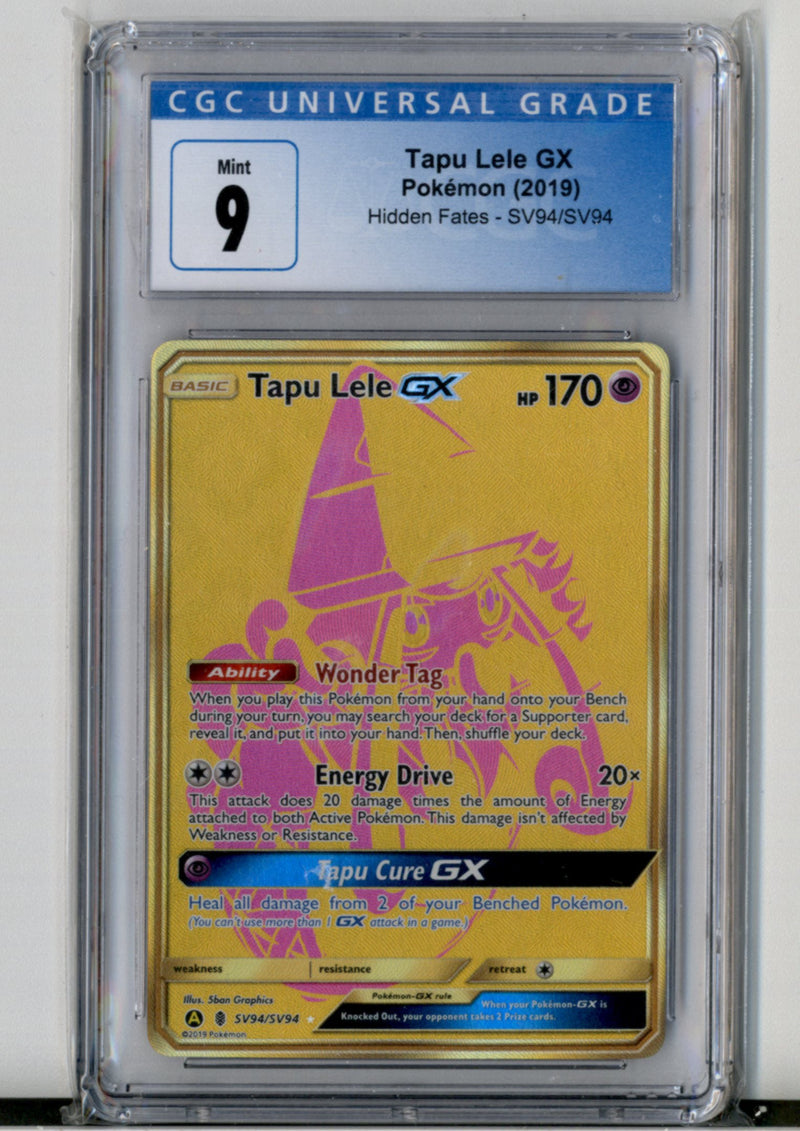 CGC UNIVERSAL GRADE
Mint
9
Tapu Lele GX
Pokémon (2019)
Hidden Fates - SV94/SV94
BASIC Tapu Lele GX HP 170
Ability Wonder Tag
When you play this Pokémon from your hand onto your Bench
during your turn, you may search your deck for a Supporter card,
reveal it, and put it into your hand. Then, shuffle your deck.
Energy Drive 20×
This attack does 20 damage times the amount of Energy
attached to both Active Pokémon. This damage isn't affected by
Weakness or Resistance.
Tapu Cure GX
Heal all damage from 2 of your Benched Pokémon.
(You can't use more than 1 GX attack in a game.)
weakness resistance retreat
Illus. 5ban Graphics
A SV94/SV94
©2019 Pokémon
Pokémon-GX rule
When your Pokémon-GX is
Knocked Out, your opponent takes 2 Prize cards.